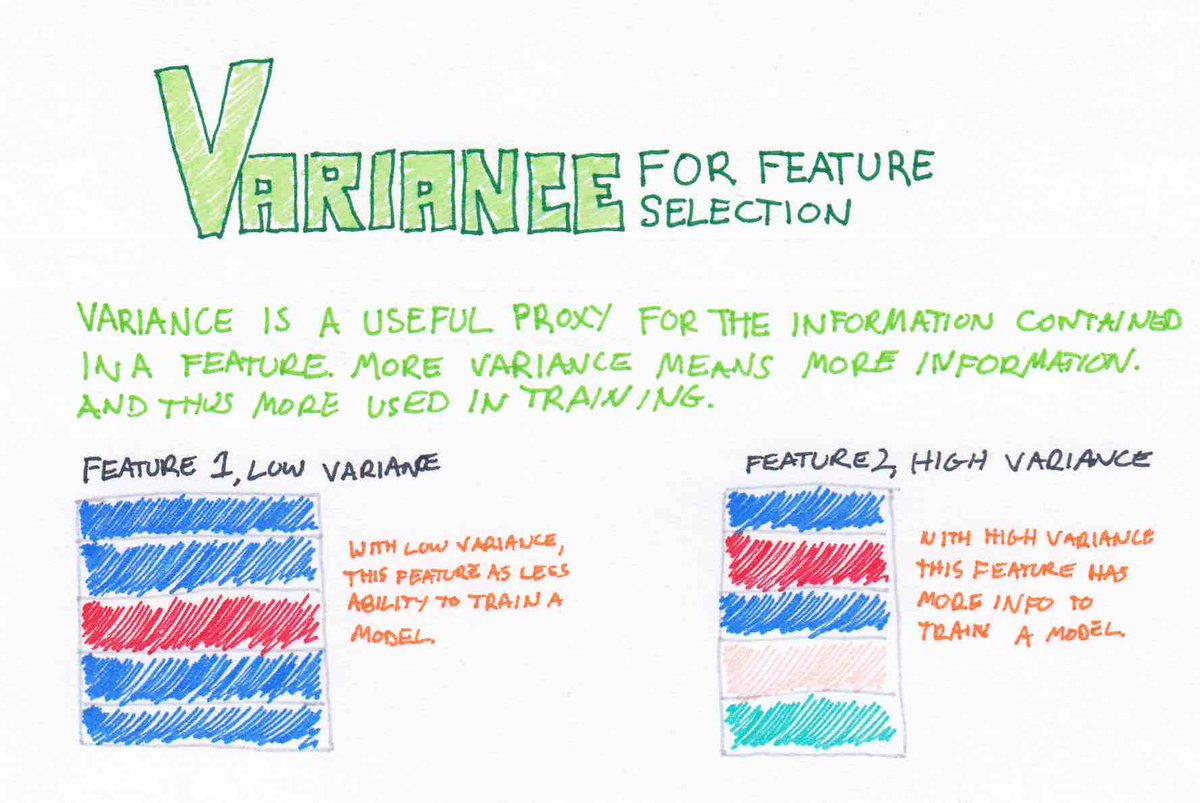 VARIANCE FOR FEATURE
SELECTION
VARIANCE IS A USEFUL PROXY FOR THE INFORMATION CONTAINED
IN A FEATURE. MORE VARIANCE MEANS MORE INFORMATION.
AND THUS MORE USED IN TRAINING.
FEATURE 1, LOW VARIANE
WITH LOW VARIANCE,
THIS FEATURE AS LESS
ABILITY TO TRAIN A
MODEL.
FEATURE 2, HIGH VARIANCE
WITH HIGH VARIANCE
THIS FEATURE HAS
MORE INFO TO
TRAIN A MODEL.